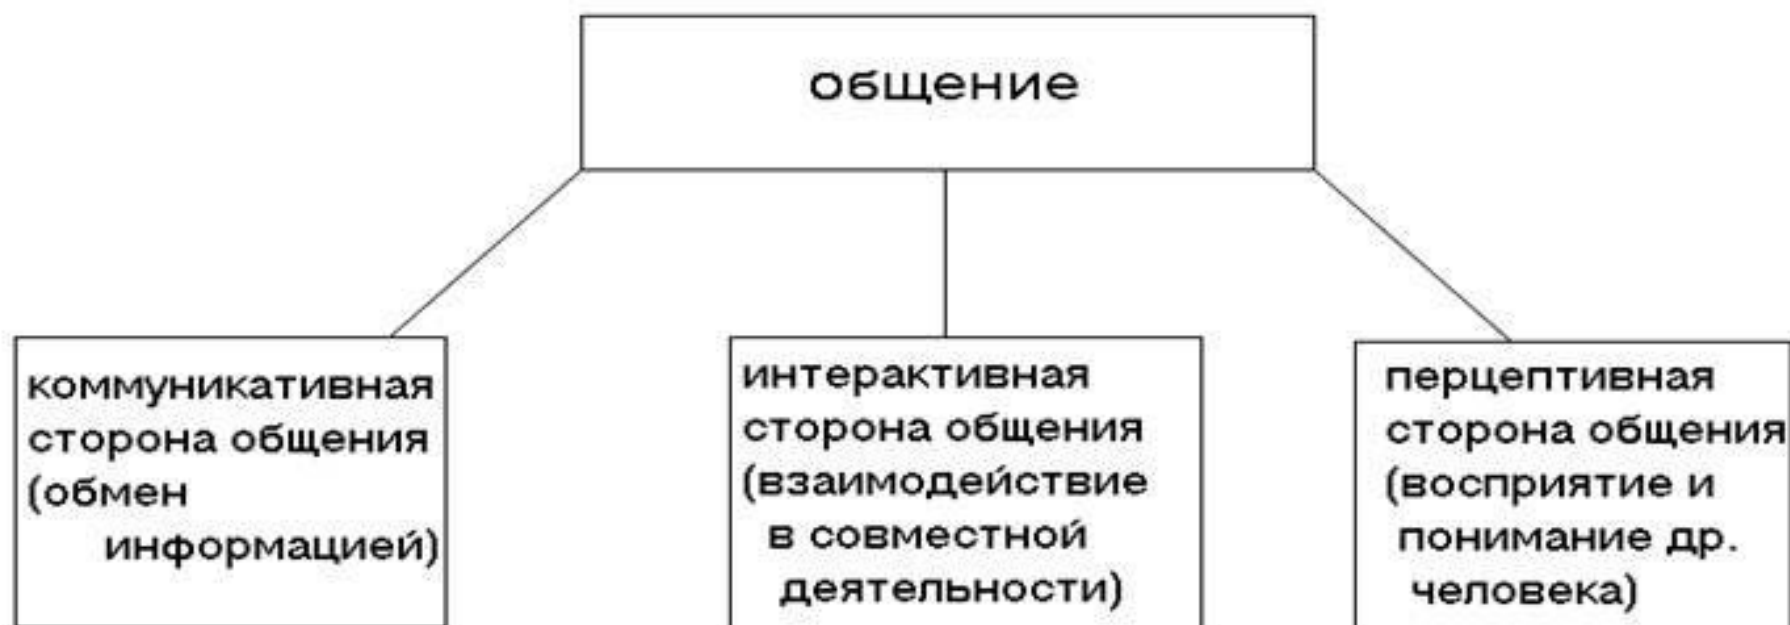 общение
коммуникативная
сторона общения
(обмен
информацией)
интерактивная
сторона общения
(взаимодействие
в совместной
деятельности)
перцептивная
сторона общения
(восприятие и
понимание др.
человека)